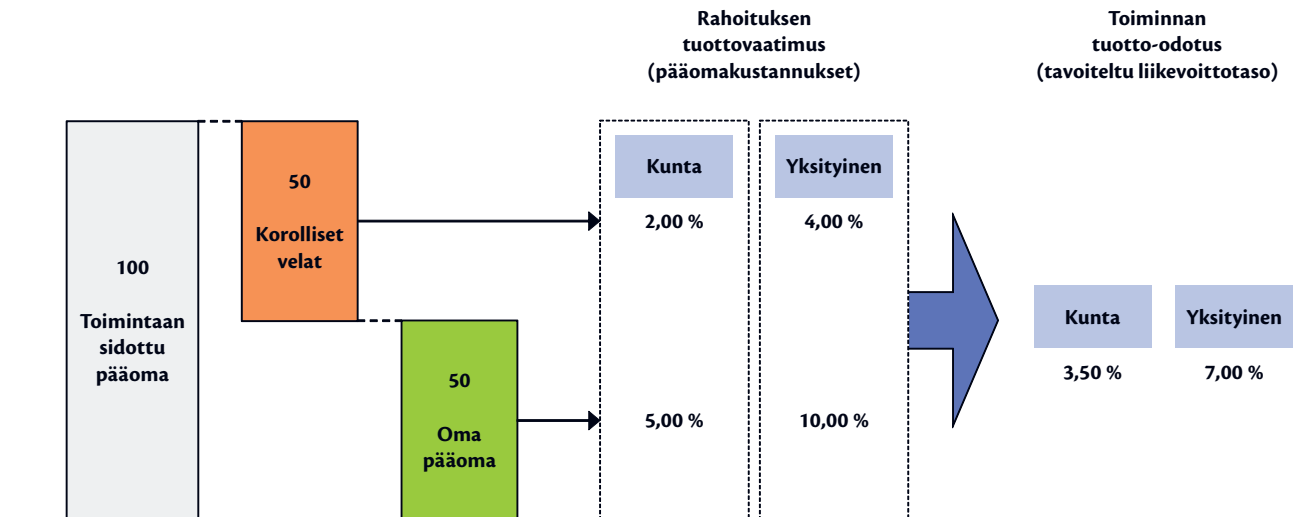 Rahoituksen
tuottovaatimus
(pääomakustannukset)
Toiminnan
tuotto-odotus
(tavoiteltu liikevoittotaso)
100
Toimintaan
sidottu
pääoma
50
Korolliset
velat
50
Oma
pääoma
Kunta
Yksityinen
2,00 %
4,00 %
5,00 %
10,00 %
Kunta
Yksityinen
3,50 %
7,00 %